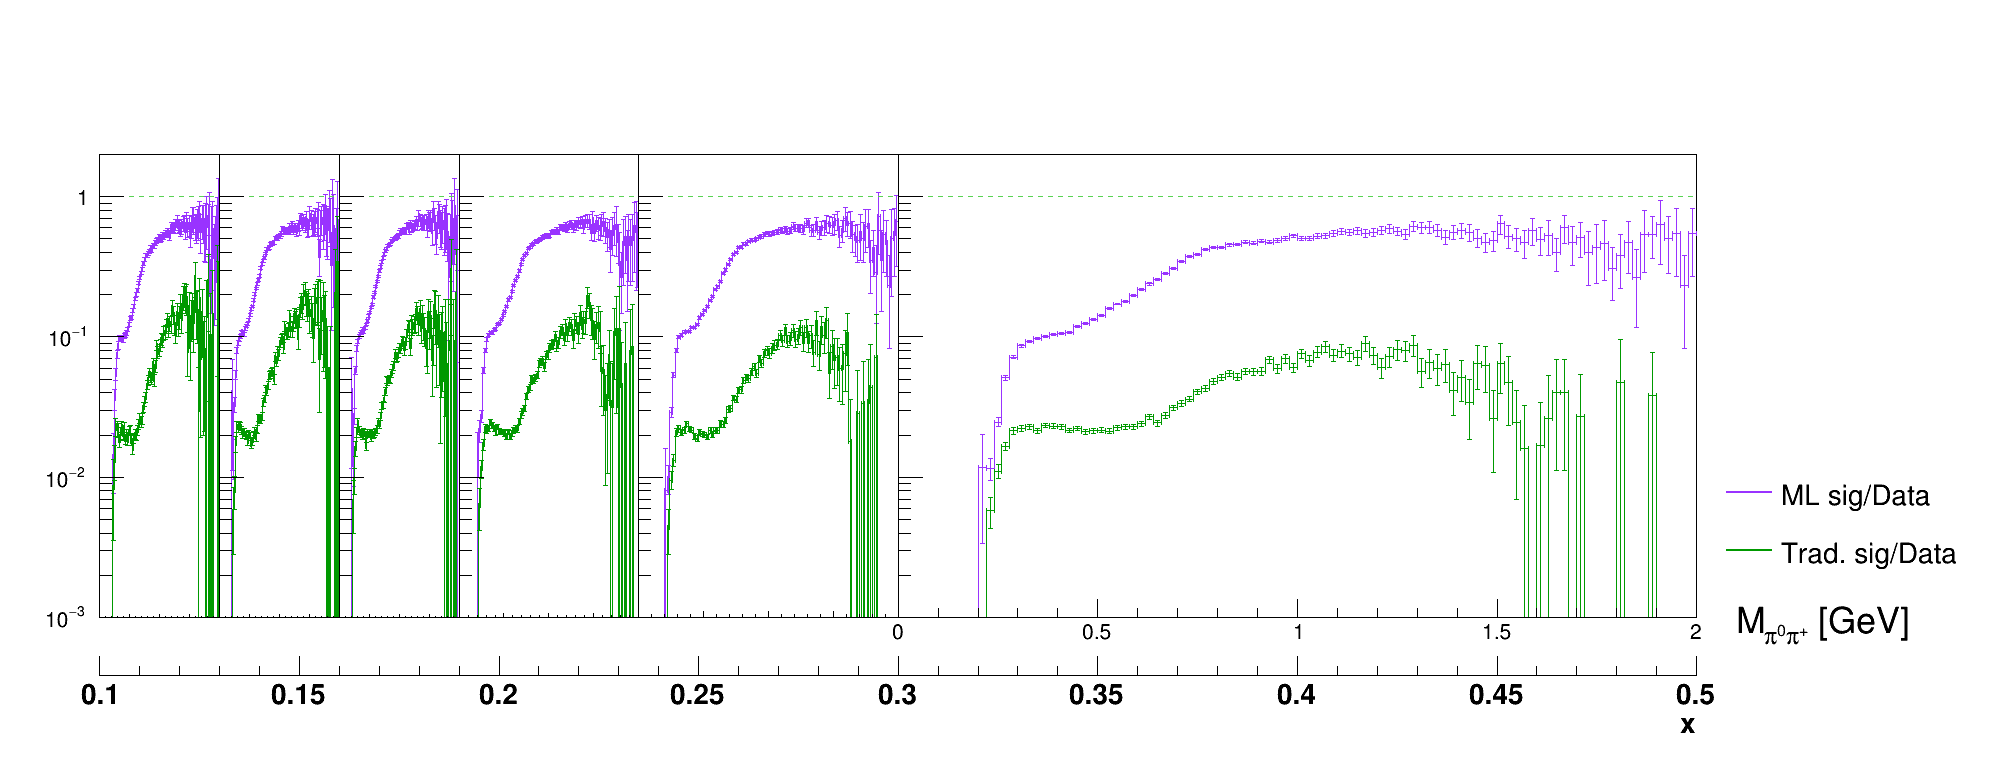 1
10⁻¹
10⁻²
10⁻³
ML sig/Data
Trad. sig/Data
0 0.5 1 1.5 2
M_π⁰π⁺ [GeV]
0.1 0.15 0.2 0.25 0.3 0.35 0.4 0.45 0.5
x